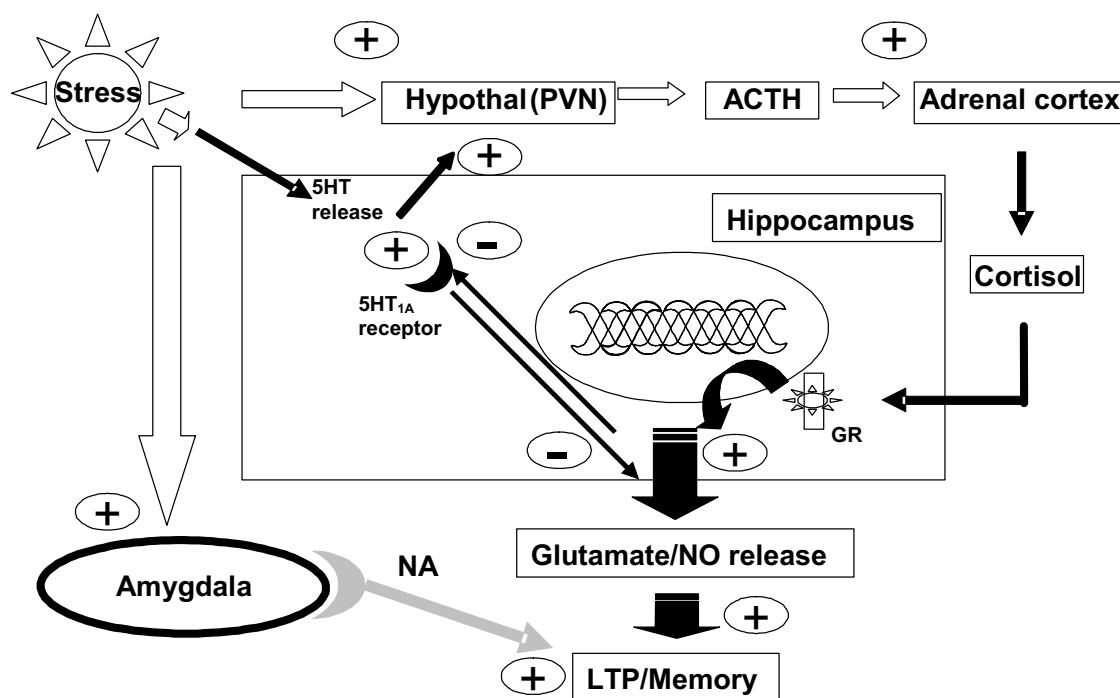 +
+
Stress
Hypothal (PVN)
ACTH
Adrenal cortex
+
5HT
release
Hippocampus
+
-
Cortisol
5HT1A
receptor
GR
-
+
+
Glutamate/NO release
NA
Amygdala
+
+
LTP/Memory